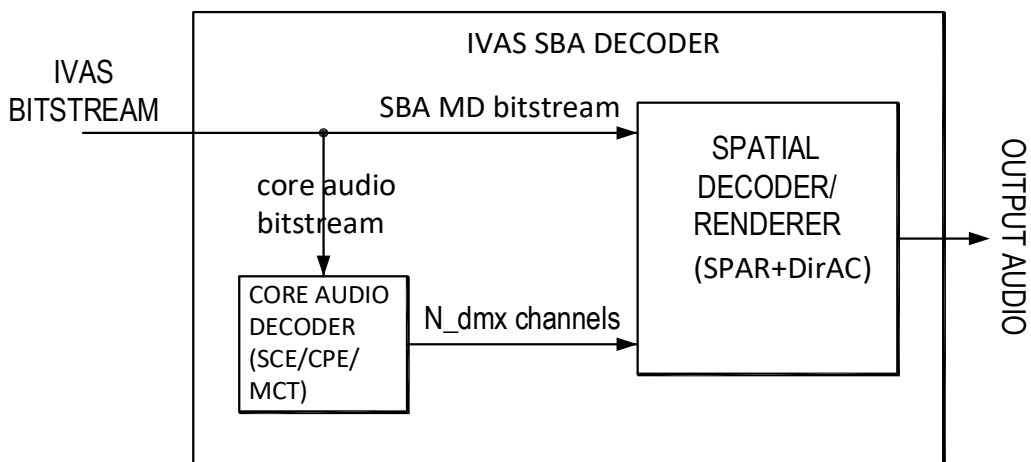 IVAS SBA DECODER
IVAS
BITSTREAM
SBA MD bitstream
core audio
bitstream
SPATIAL
DECODER/
RENDERER
(SPAR+DirAC)
OUTPUT AUDIO
CORE AUDIO
DECODER
(SCE/CPE/
MCT)
N_dmx channels